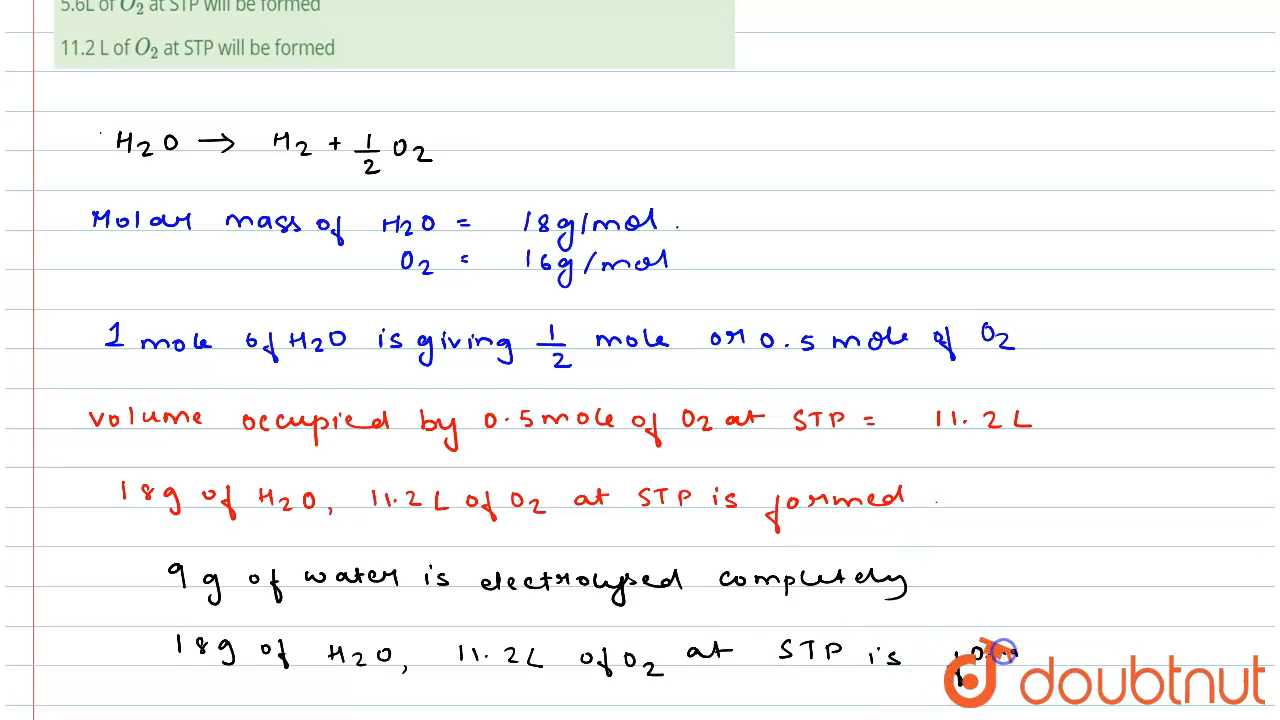 5.6L of O₂ at STP will be formed
11.2 L of O₂ at STP will be formed
H₂O → H₂ + 1/2 O₂
Molar mass of H₂O = 18g/mol.
O₂ = 16g/mol
1 mole of H₂O is giving 1/2 mole or 0.5 mole of O₂
volume occupied by 0.5 mole of O₂ at STP = 11.2 L
18g of H₂O, 11.2 L of O₂ at STP is formed
9 g of water is electrolysed completely
18g of H₂O, 11.2L of O₂ at STP is
doubtnut